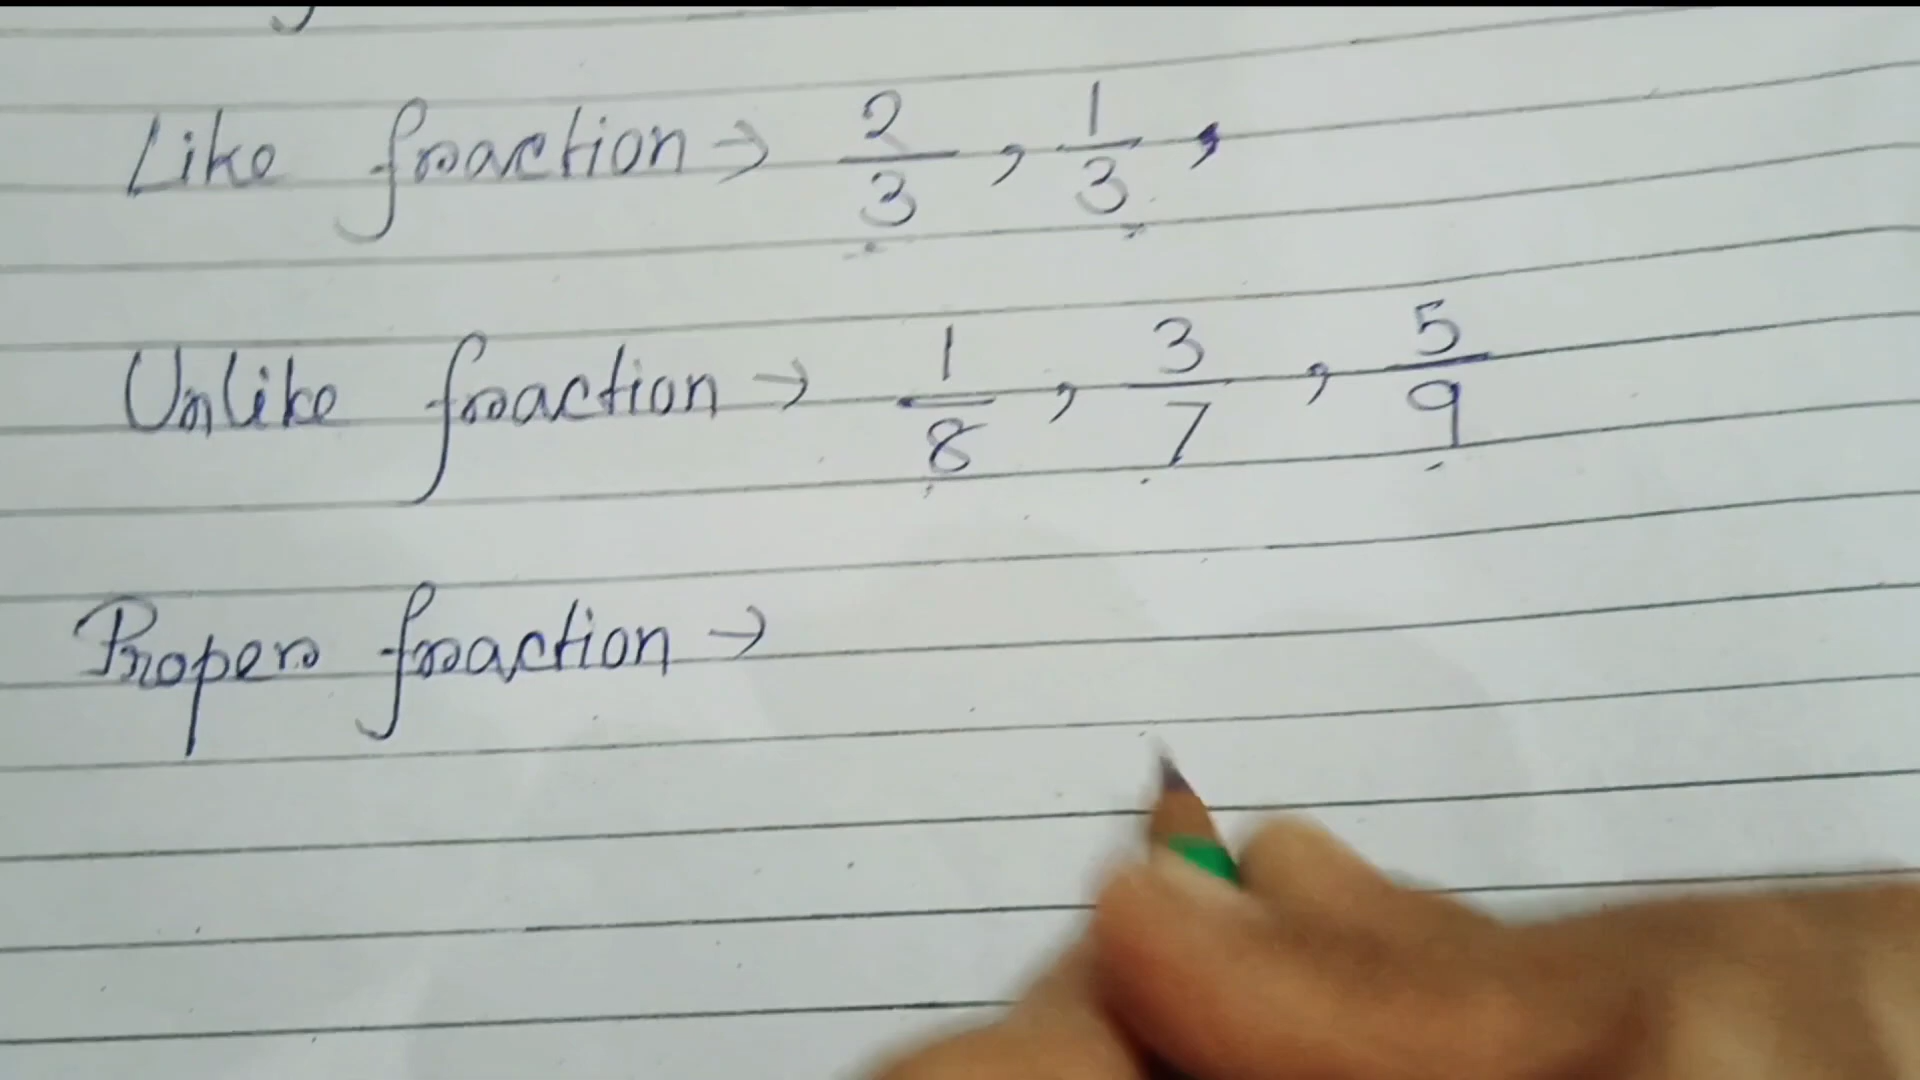 Like fraction → 2/3, 1/3,
Unlike fraction → 1/8, 3/7, 5/9
Proper fraction →